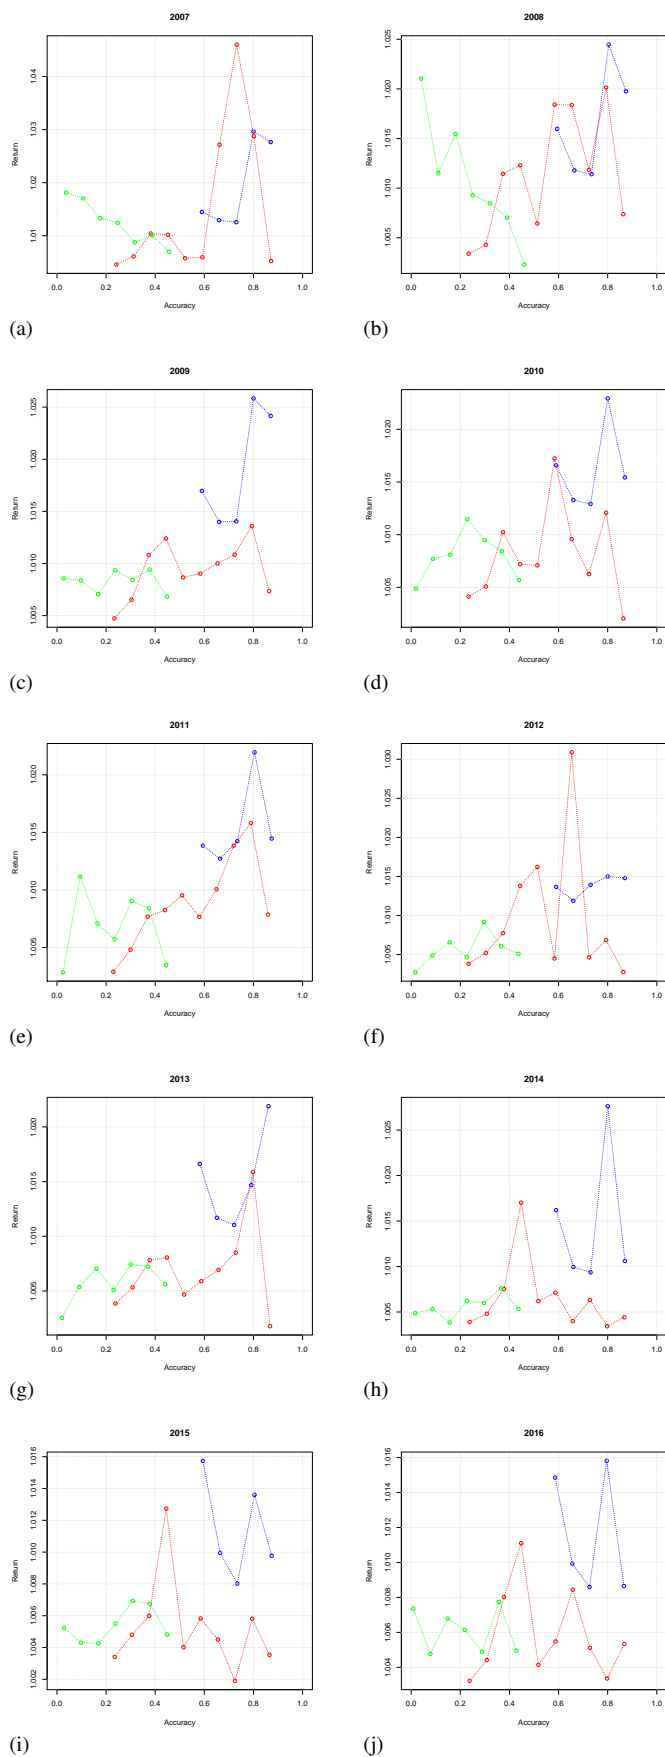 2007
Return
1.01 1.02 1.03 1.04
0.0 0.2 0.4 0.6 0.8 1.0
Accuracy
(a)
2008
Return
1.005 1.010 1.015 1.020
0.0 0.2 0.4 0.6 0.8 1.0
Accuracy
(b)
2009
Return
1.005 1.010 1.015 1.020 1.025
0.0 0.2 0.4 0.6 0.8 1.0
Accuracy
(c)
2010
Return
1.005 1.010 1.015 1.020
0.0 0.2 0.4 0.6 0.8 1.0
Accuracy
(d)
2011
Return
1.005 1.010 1.015 1.020
0.0 0.2 0.4 0.6 0.8 1.0
Accuracy
(e)
2012
Return
1.005 1.010 1.015 1.020 1.025 1.030
0.0 0.2 0.4 0.6 0.8 1.0
Accuracy
(f)
2013
Return
1.005 1.010 1.015 1.020
0.0 0.2 0.4 0.6 0.8 1.0
Accuracy
(g)
2014
Return
1.005 1.010 1.015 1.020 1.025
0.0 0.2 0.4 0.6 0.8 1.0
Accuracy
(h)
2015
Return
1.002 1.004 1.006 1.008 1.010 1.012 1.014 1.016
0.0 0.2 0.4 0.6 0.8 1.0
Accuracy
(i)
2016
Return
1.004 1.006 1.008 1.010 1.012 1.014 1.016
0.0 0.2 0.4 0.6 0.8 1.0
Accuracy
(j)